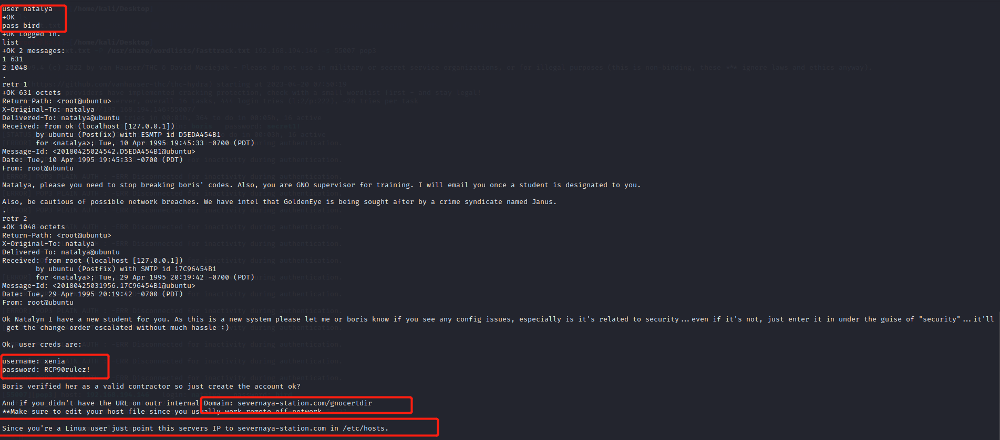 user natalya
+OK
pass bird
+OK Logged in.
list
+OK 2 messages:
1 631
2 1048
.
retr 1
+OK 631 octets
Return-Path: <root@ubuntu>
X-Original-To: natalya
Delivered-To: natalya@ubuntu
Received: from ok (localhost [127.0.0.1])
        by ubuntu (Postfix) with ESMTP id D5EDA454B1
        for <natalya>; Tue, 10 Apr 1995 19:45:33 -0700 (PDT)
Message-Id: <20180425024542.D5EDA454B1@ubuntu>
Date: Tue, 10 Apr 1995 19:45:33 -0700 (PDT)
From: root@ubuntu

Natalya, please you need to stop breaking boris' codes. Also, you are GNO supervisor for training. I will email you once a student is designated to you.

Also, be cautious of possible network breaches. We have intel that GoldenEye is being sought after by a crime syndicate named Janus.
.
retr 2
+OK 1048 octets
Return-Path: <root@ubuntu>
X-Original-To: natalya
Delivered-To: natalya@ubuntu
Received: from root (localhost [127.0.0.1])
        by ubuntu (Postfix) with SMTP id 17C96454B1
        for <natalya>; Tue, 29 Apr 1995 20:19:42 -0700 (PDT)
Message-Id: <20180425031956.17C96454B1@ubuntu>
Date: Tue, 29 Apr 1995 20:19:42 -0700 (PDT)
From: root@ubuntu

Ok Natalyn I have a new student for you. As this is a new system please let me or boris know if you see any config issues, especially is it's related to security...even if it's not, just enter it in under the guise of "security"...it'll
 get the change order escalated without much hassle :)

Ok, user creds are:

username: xenia
password: RCP90rulez!

Boris verified her as a valid contractor so just create the account ok?

And if you didn't have the URL on outr internal Domain: severnaya-station.com/gnocertdir
**Make sure to edit your host file since you usually work remote off-network....

Since you're a Linux user just point this servers IP to severnaya-station.com in /etc/hosts.